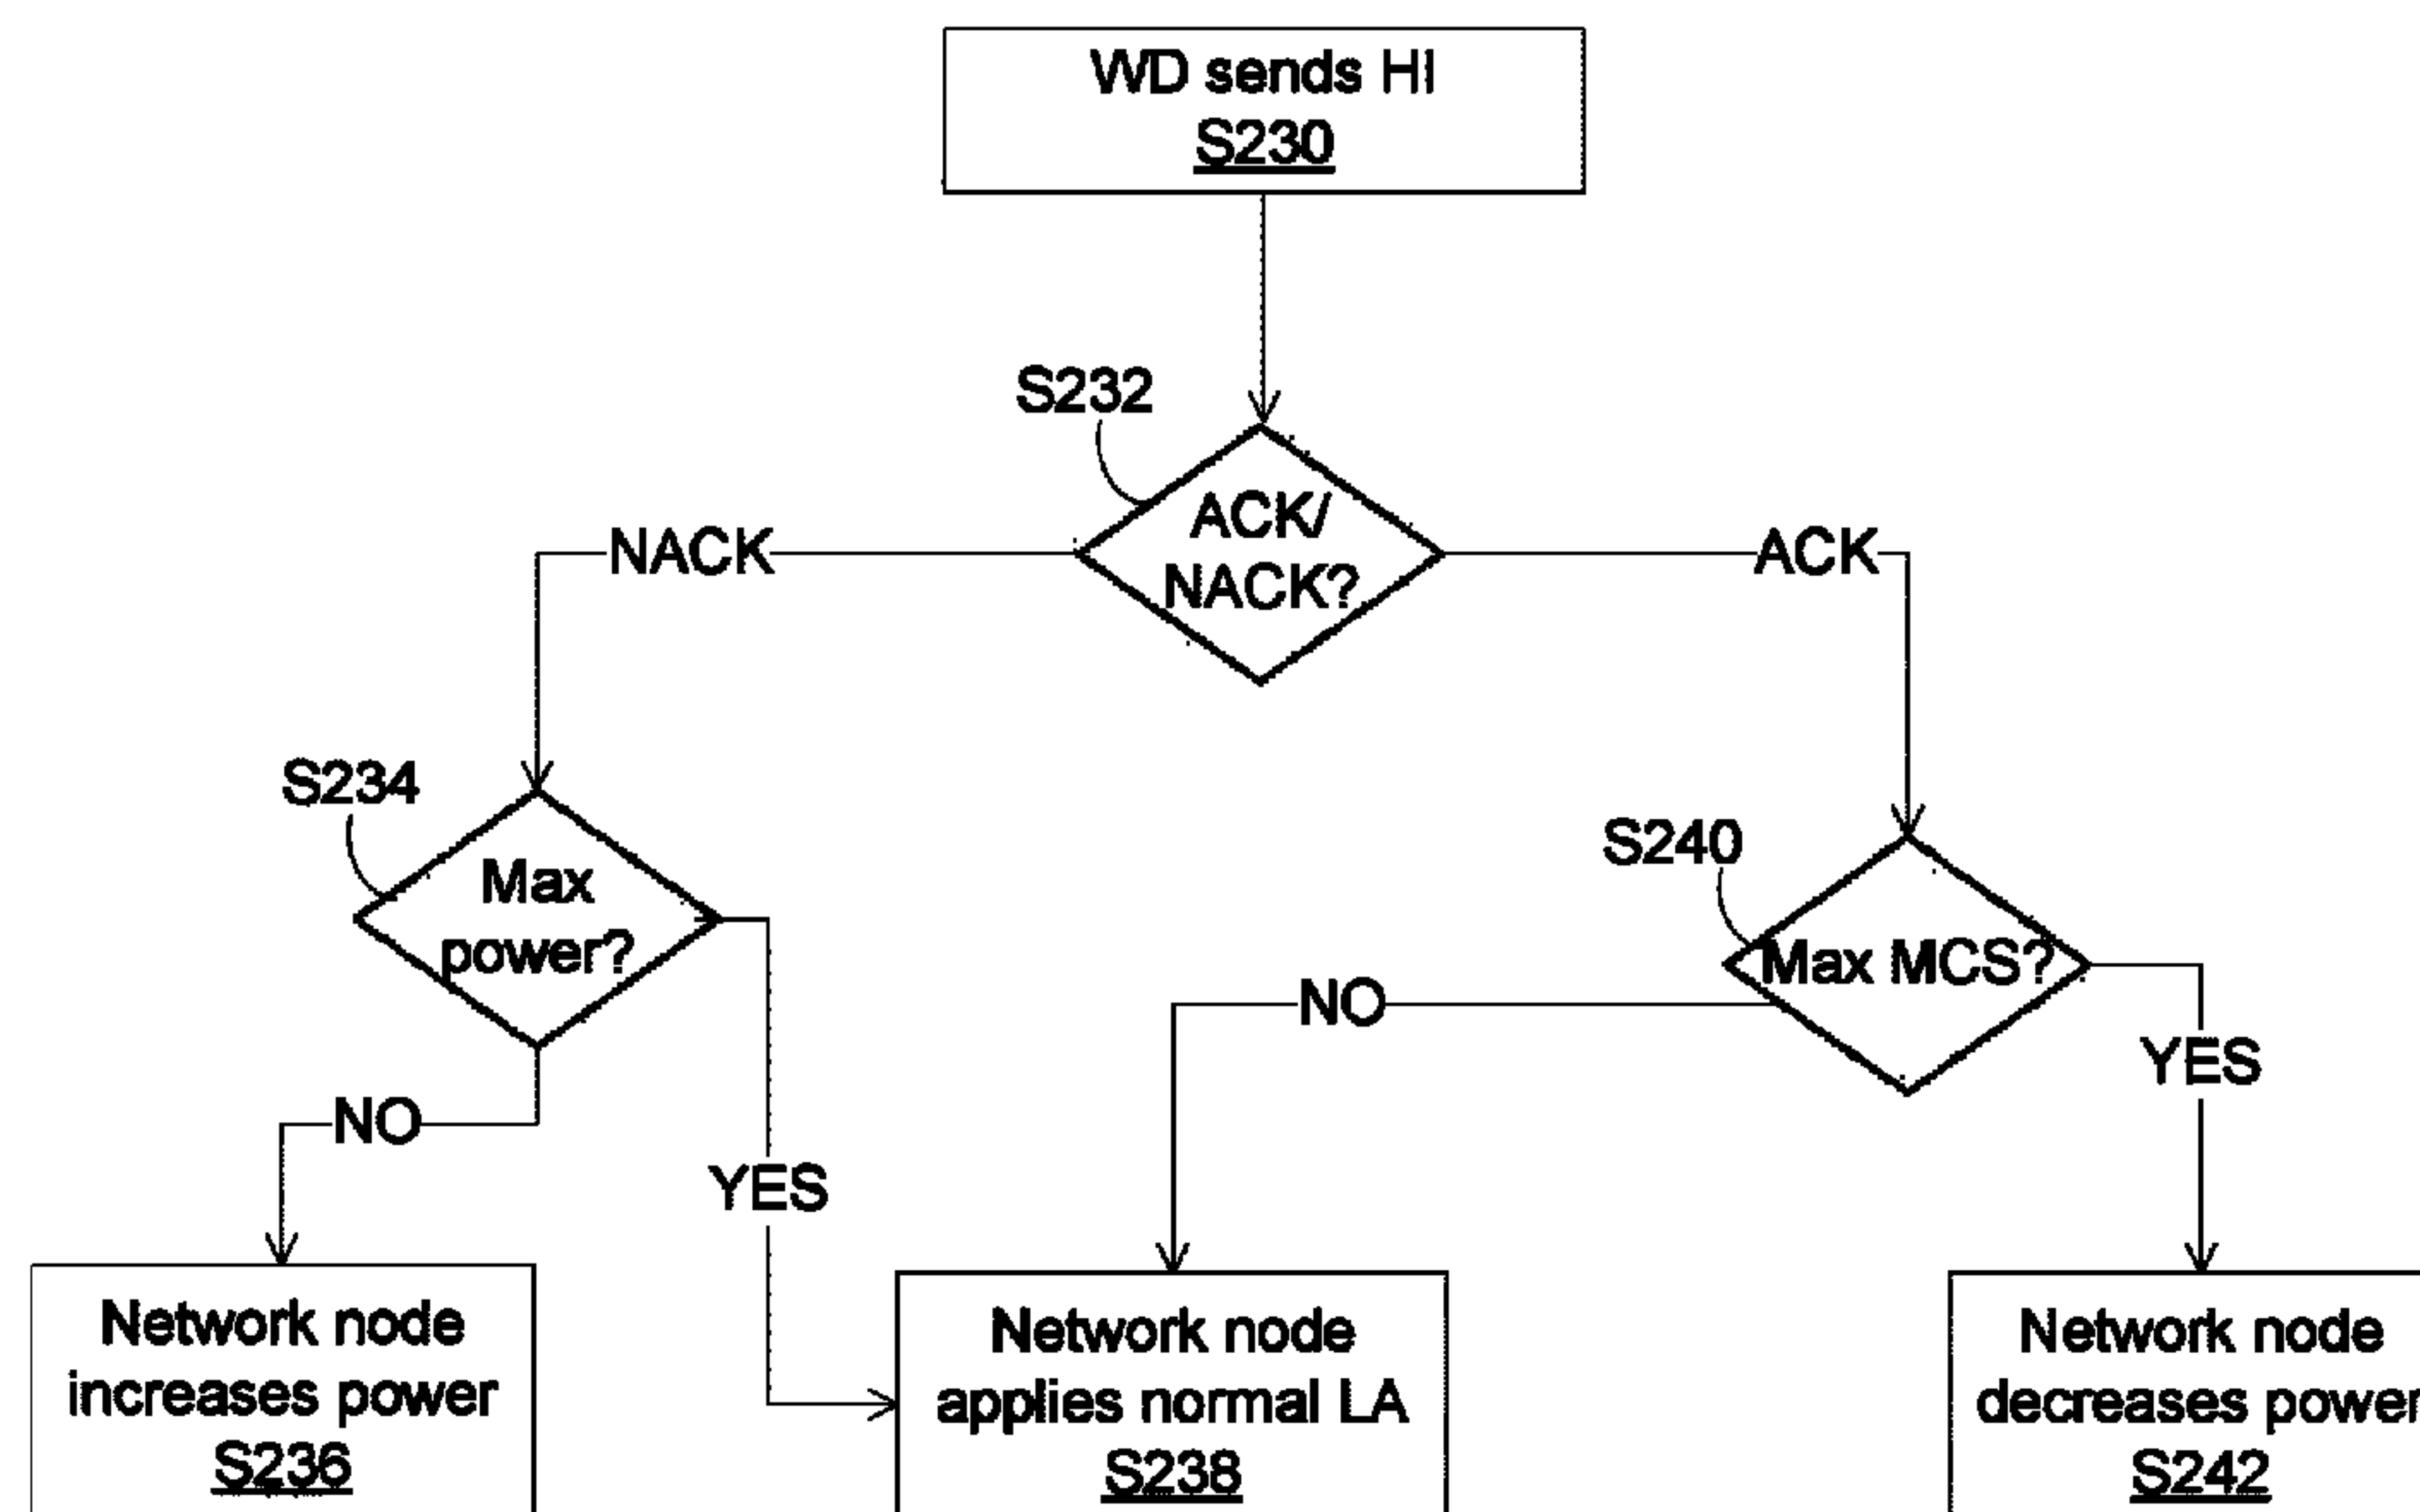 WD sends HI
S230
S232
ACK/
NACK?
NACK
ACK
S234
Max
power?
S240
Max MCS?
NO
YES
NO
YES
Network node
increases power
S236
Network node
applies normal LA
S238
Network node
decreases power
S242